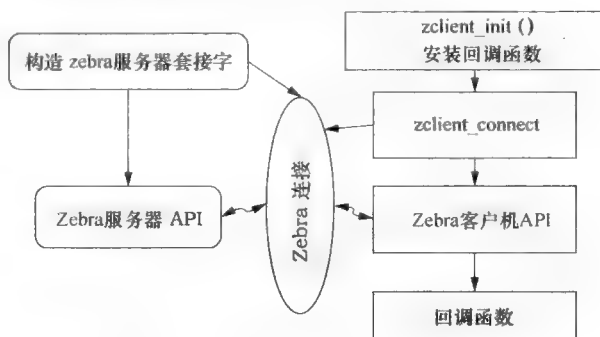 构造 zebra服务器套接字
zclient_init ()
安装回调函数
zclient_connect
Zebra 连接
Zebra服务器 API
Zebra客户机API
回调函数